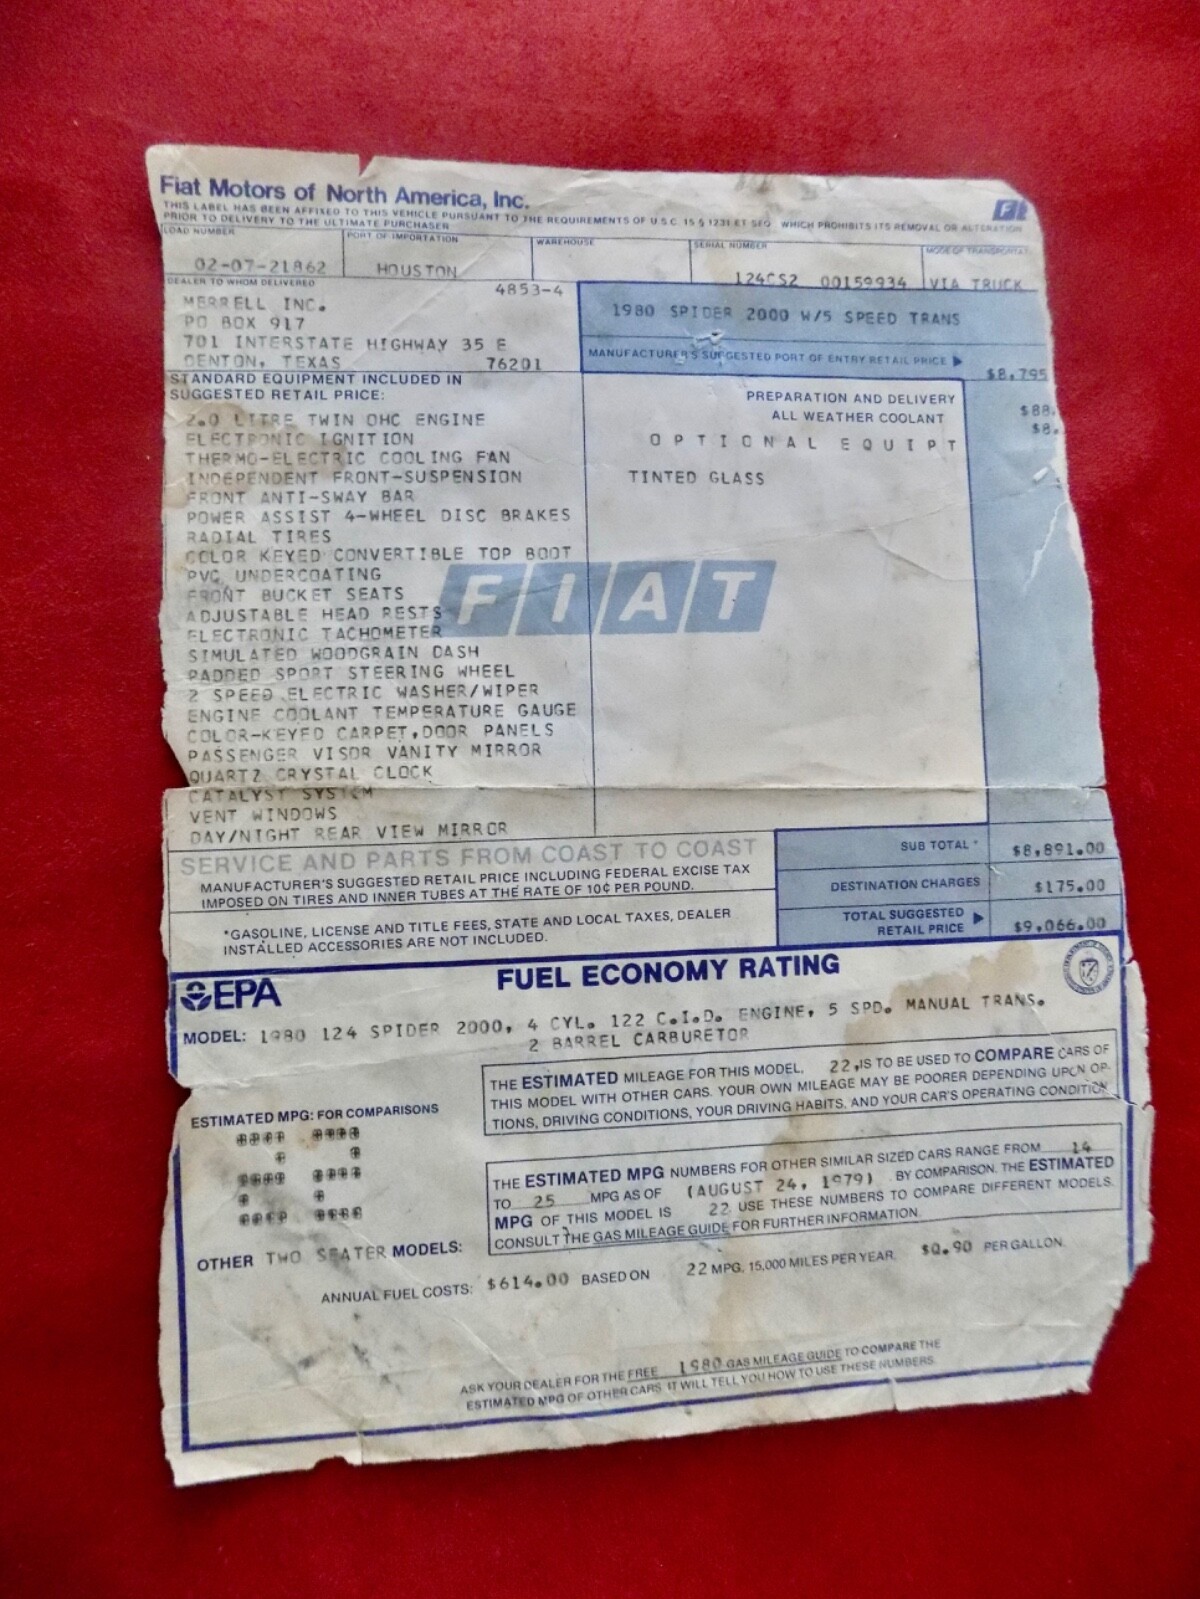 Fiat Motors of North America, Inc.
THIS LABEL HAS BEEN AFFIXED TO THIS VEHICLE PURSUANT TO THE REQUIREMENTS OF U.S.C. 15 § 1231 ET SEQ. WHICH PROHIBITS ITS REMOVAL OR ALTERATION
PRIOR TO DELIVERY TO THE ULTIMATE PURCHASER
LOAD NUMBER PORT OF IMPORTATION WAREHOUSE SERIAL NUMBER MODE OF TRANSPORTAT
02-07-21862 HOUSTON 124CS2 00159934 VIA TRUCK
DEALER TO WHOM DELIVERED 4853-4
MERRELL INC.
PO BOX 917
701 INTERSTATE HIGHWAY 35 E
DENTON, TEXAS 76201
1980 SPIDER 2000 W/5 SPEED TRANS
MANUFACTURER'S SUGGESTED PORT OF ENTRY RETAIL PRICE ▶ $8,795
STANDARD EQUIPMENT INCLUDED IN
SUGGESTED RETAIL PRICE:
2.0 LITRE TWIN OHC ENGINE
ELECTRONIC IGNITION
THERMO-ELECTRIC COOLING FAN
INDEPENDENT FRONT-SUSPENSION
FRONT ANTI-SWAY BAR
POWER ASSIST 4-WHEEL DISC BRAKES
RADIAL TIRES
COLOR KEYED CONVERTIBLE TOP BOOT
PVC UNDERCOATING
FRONT BUCKET SEATS
ADJUSTABLE HEAD RESTS
ELECTRONIC TACHOMETER
SIMULATED WOODGRAIN DASH
PADDED SPORT STEERING WHEEL
2 SPEED ELECTRIC WASHER/WIPER
ENGINE COOLANT TEMPERATURE GAUGE
COLOR-KEYED CARPET,DOOR PANELS
PASSENGER VISOR VANITY MIRROR
QUARTZ CRYSTAL CLOCK
CATALYST SYSTEM
VENT WINDOWS
DAY/NIGHT REAR VIEW MIRROR
PREPARATION AND DELIVERY $88.
ALL WEATHER COOLANT $8.
OPTIONAL EQUIPT
TINTED GLASS
FIAT
SERVICE AND PARTS FROM COAST TO COAST
MANUFACTURER'S SUGGESTED RETAIL PRICE INCLUDING FEDERAL EXCISE TAX
IMPOSED ON TIRES AND INNER TUBES AT THE RATE OF 10¢ PER POUND.
*GASOLINE, LICENSE AND TITLE FEES, STATE AND LOCAL TAXES, DEALER
INSTALLED ACCESSORIES ARE NOT INCLUDED.
SUB TOTAL * $8,891.00
DESTINATION CHARGES $175.00
TOTAL SUGGESTED
RETAIL PRICE ▶ $9,066.00
EPA FUEL ECONOMY RATING
MODEL: 1980 124 SPIDER 2000, 4 CYL. 122 C.I.D. ENGINE, 5 SPD. MANUAL TRANS.
2 BARREL CARBURETOR
THE ESTIMATED MILEAGE FOR THIS MODEL, 22, IS TO BE USED TO COMPARE CARS OF
THIS MODEL WITH OTHER CARS. YOUR OWN MILEAGE MAY BE POORER DEPENDING UPON OP-
TIONS, DRIVING CONDITIONS, YOUR DRIVING HABITS, AND YOUR CAR'S OPERATING CONDITION.
ESTIMATED MPG: FOR COMPARISONS
22
THE ESTIMATED MPG NUMBERS FOR OTHER SIMILAR SIZED CARS RANGE FROM 14
TO 25 MPG AS OF (AUGUST 24, 1979) . BY COMPARISON, THE ESTIMATED
MPG OF THIS MODEL IS 22 USE THESE NUMBERS TO COMPARE DIFFERENT MODELS.
CONSULT THE GAS MILEAGE GUIDE FOR FURTHER INFORMATION.
OTHER TWO SEATER MODELS:
ANNUAL FUEL COSTS: $614.00 BASED ON 22 MPG, 15,000 MILES PER YEAR, $0.90 PER GALLON.
ASK YOUR DEALER FOR THE FREE 1980 GAS MILEAGE GUIDE TO COMPARE THE
ESTIMATED MPG OF OTHER CARS. IT WILL TELL YOU HOW TO USE THESE NUMBERS.